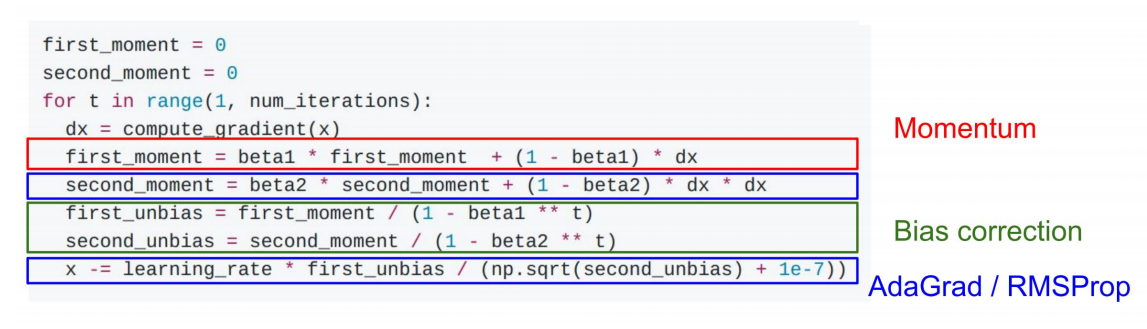 first_moment = 0
second_moment = 0
for t in range(1, num_iterations):
dx = compute_gradient(x)
first_moment = beta1 * first_moment + (1 - beta1) * dx
Momentum
second_moment = beta2 * second_moment + (1 - beta2) * dx * dx
first_unbias = first_moment / (1 - beta1 ** t)
second_unbias = second_moment / (1 - beta2 ** t)
Bias correction
x -= learning_rate * first_unbias / (np.sqrt(second_unbias) + 1e-7))
AdaGrad / RMSProp